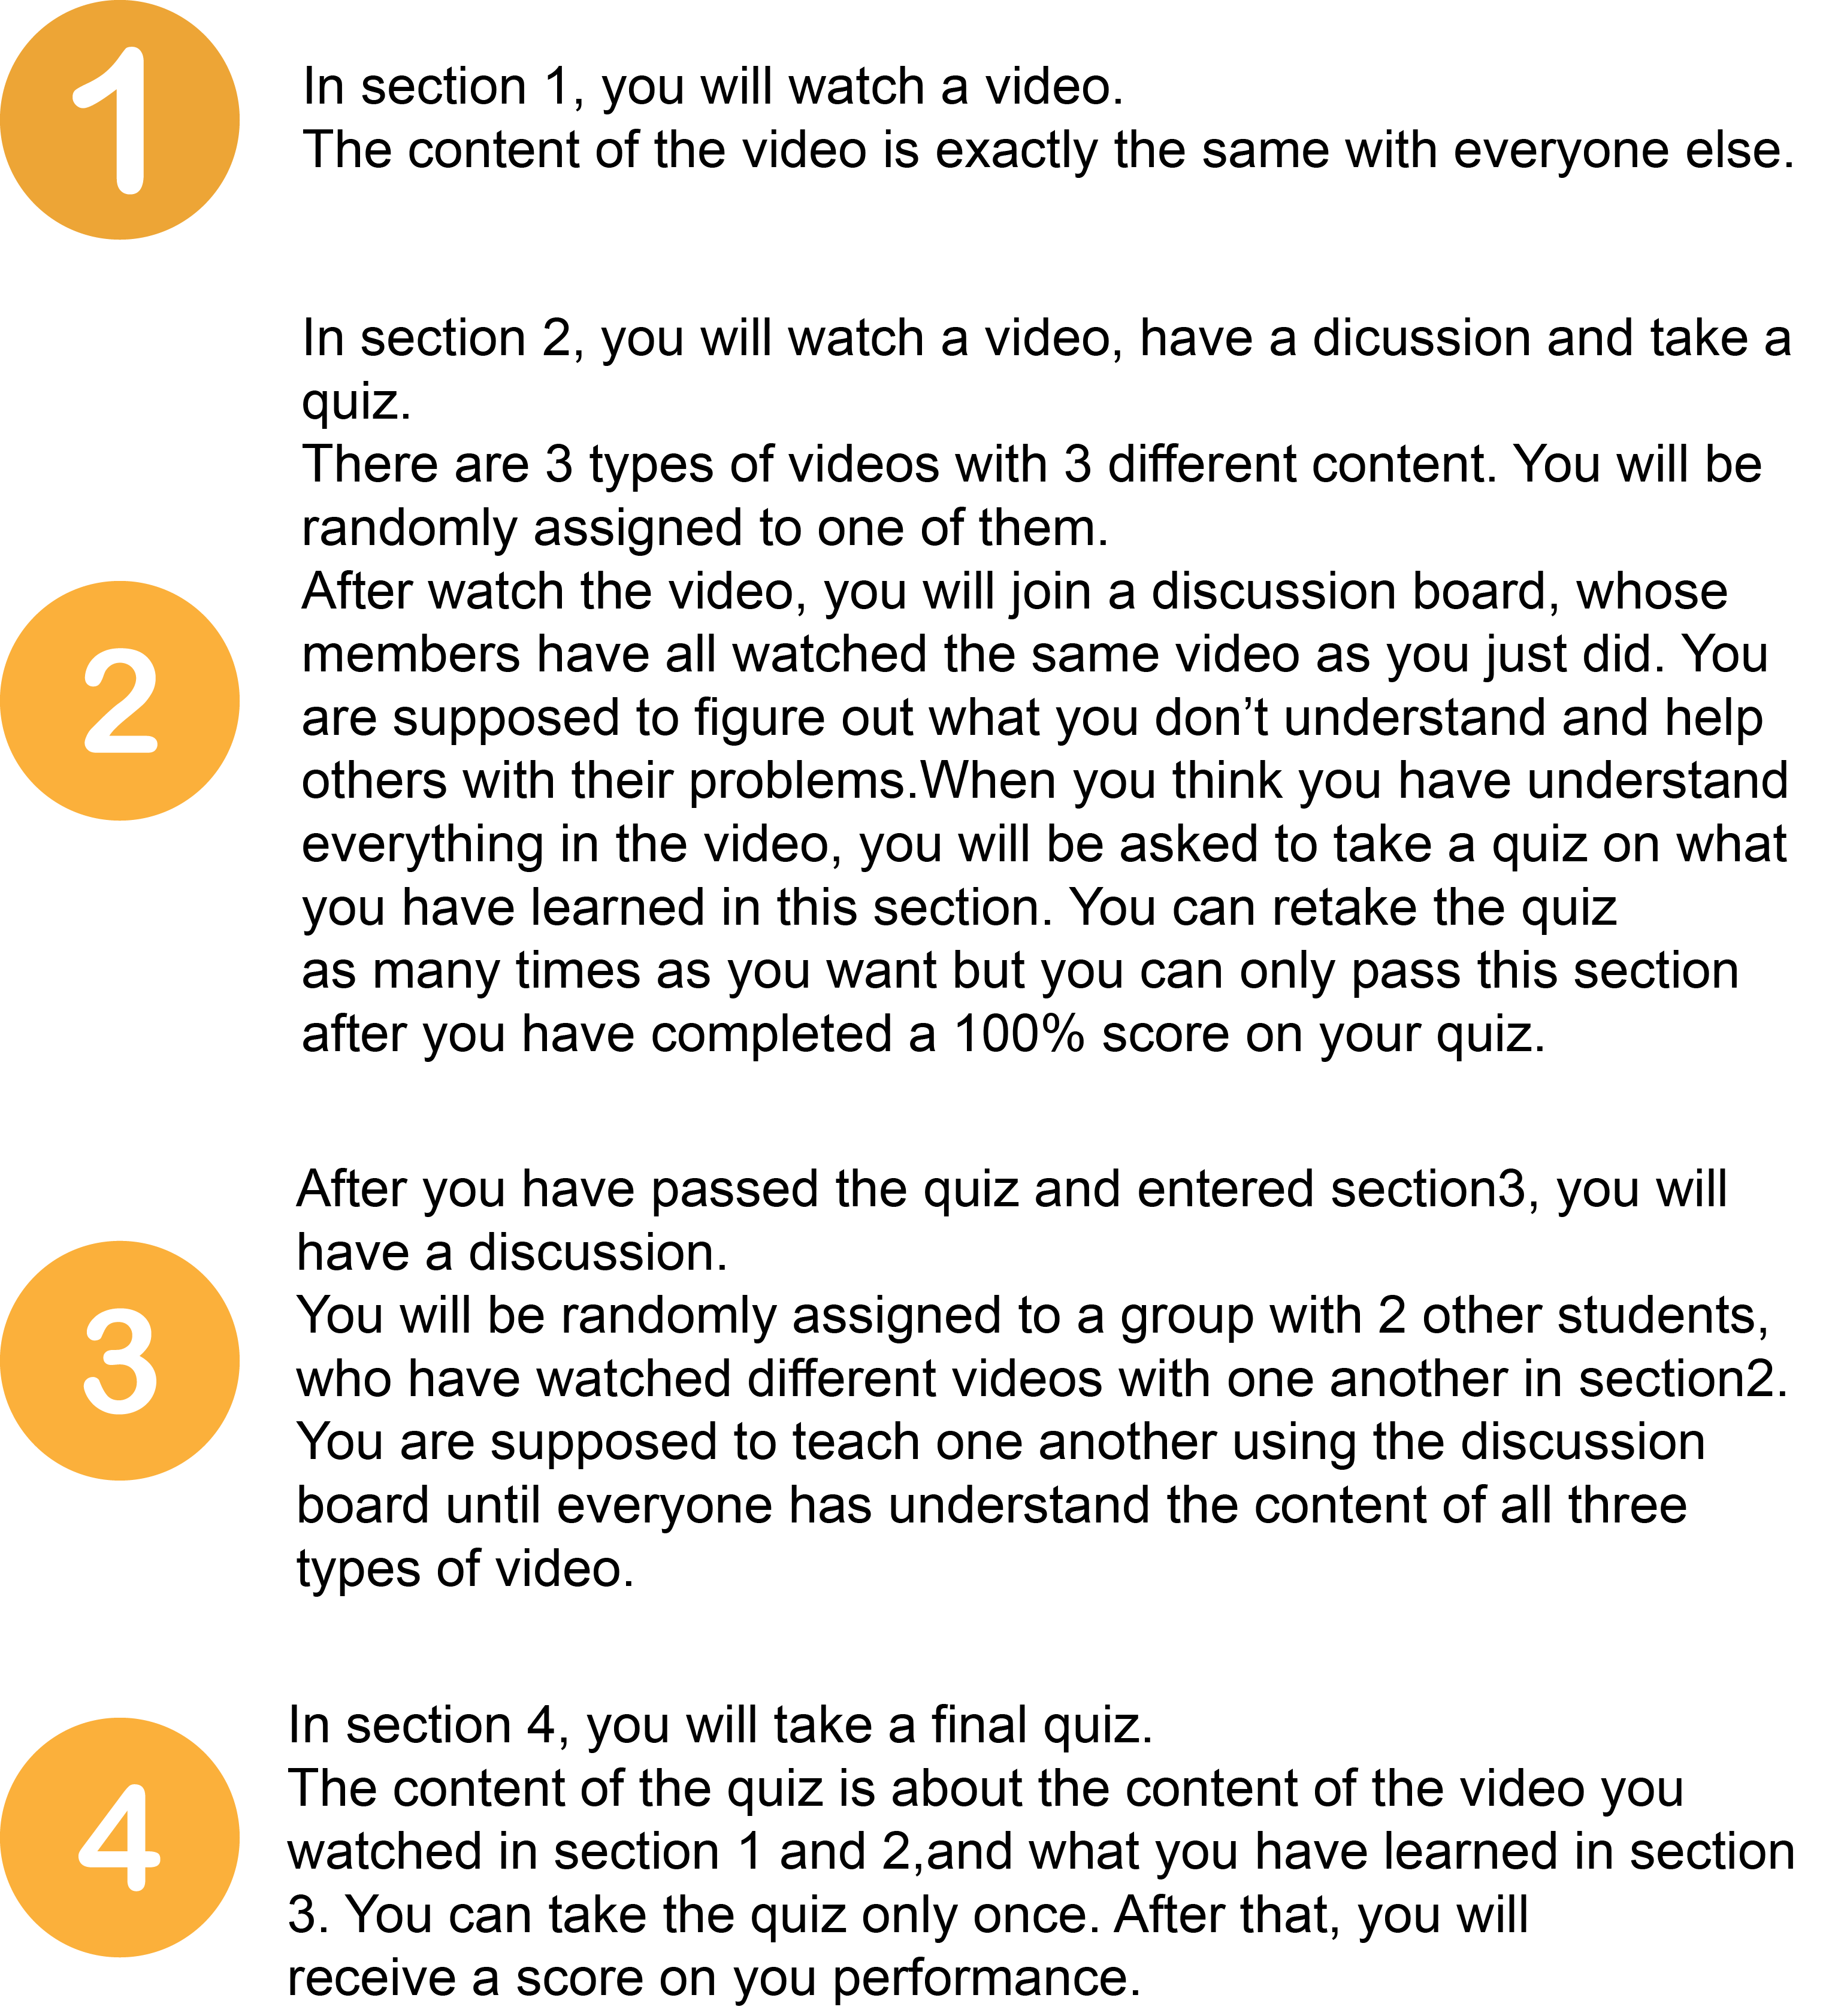 1
In section 1, you will watch a video.
The content of the video is exactly the same with everyone else.
In section 2, you will watch a video, have a dicussion and take a
quiz.
There are 3 types of videos with 3 different content. You will be
randomly assigned to one of them.
After watch the video, you will join a discussion board, whose
members have all watched the same video as you just did. You
are supposed to figure out what you don’t understand and help
others with their problems.When you think you have understand
everything in the video, you will be asked to take a quiz on what
you have learned in this section. You can retake the quiz
as many times as you want but you can only pass this section
after you have completed a 100% score on your quiz.
2
After you have passed the quiz and entered section3, you will
have a discussion.
You will be randomly assigned to a group with 2 other students,
who have watched different videos with one another in section2.
You are supposed to teach one another using the discussion
board until everyone has understand the content of all three
types of video.
3
In section 4, you will take a final quiz.
The content of the quiz is about the content of the video you
watched in section 1 and 2,and what you have learned in section
3. You can take the quiz only once. After that, you will
receive a score on you performance.
4